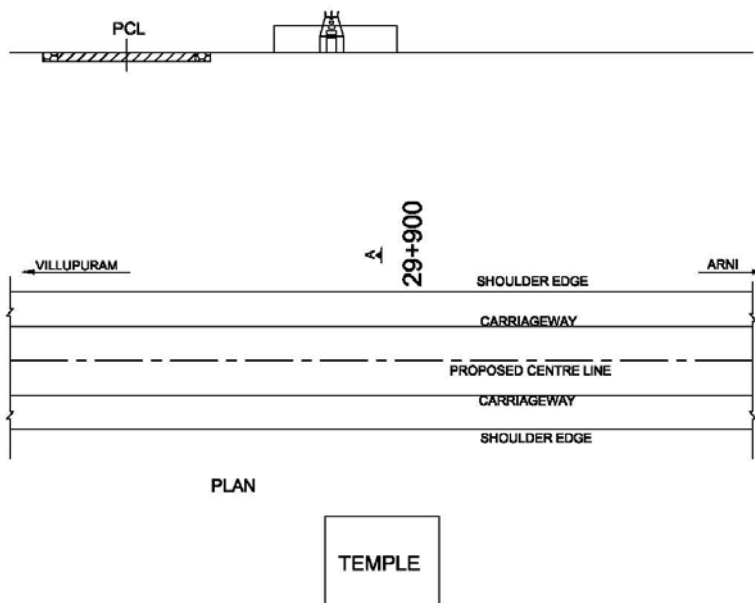 PCL
A
29+900
VILLUPURAM
ARNI
SHOULDER EDGE
CARRIAGEWAY
PROPOSED CENTRE LINE
CARRIAGEWAY
SHOULDER EDGE
PLAN
TEMPLE